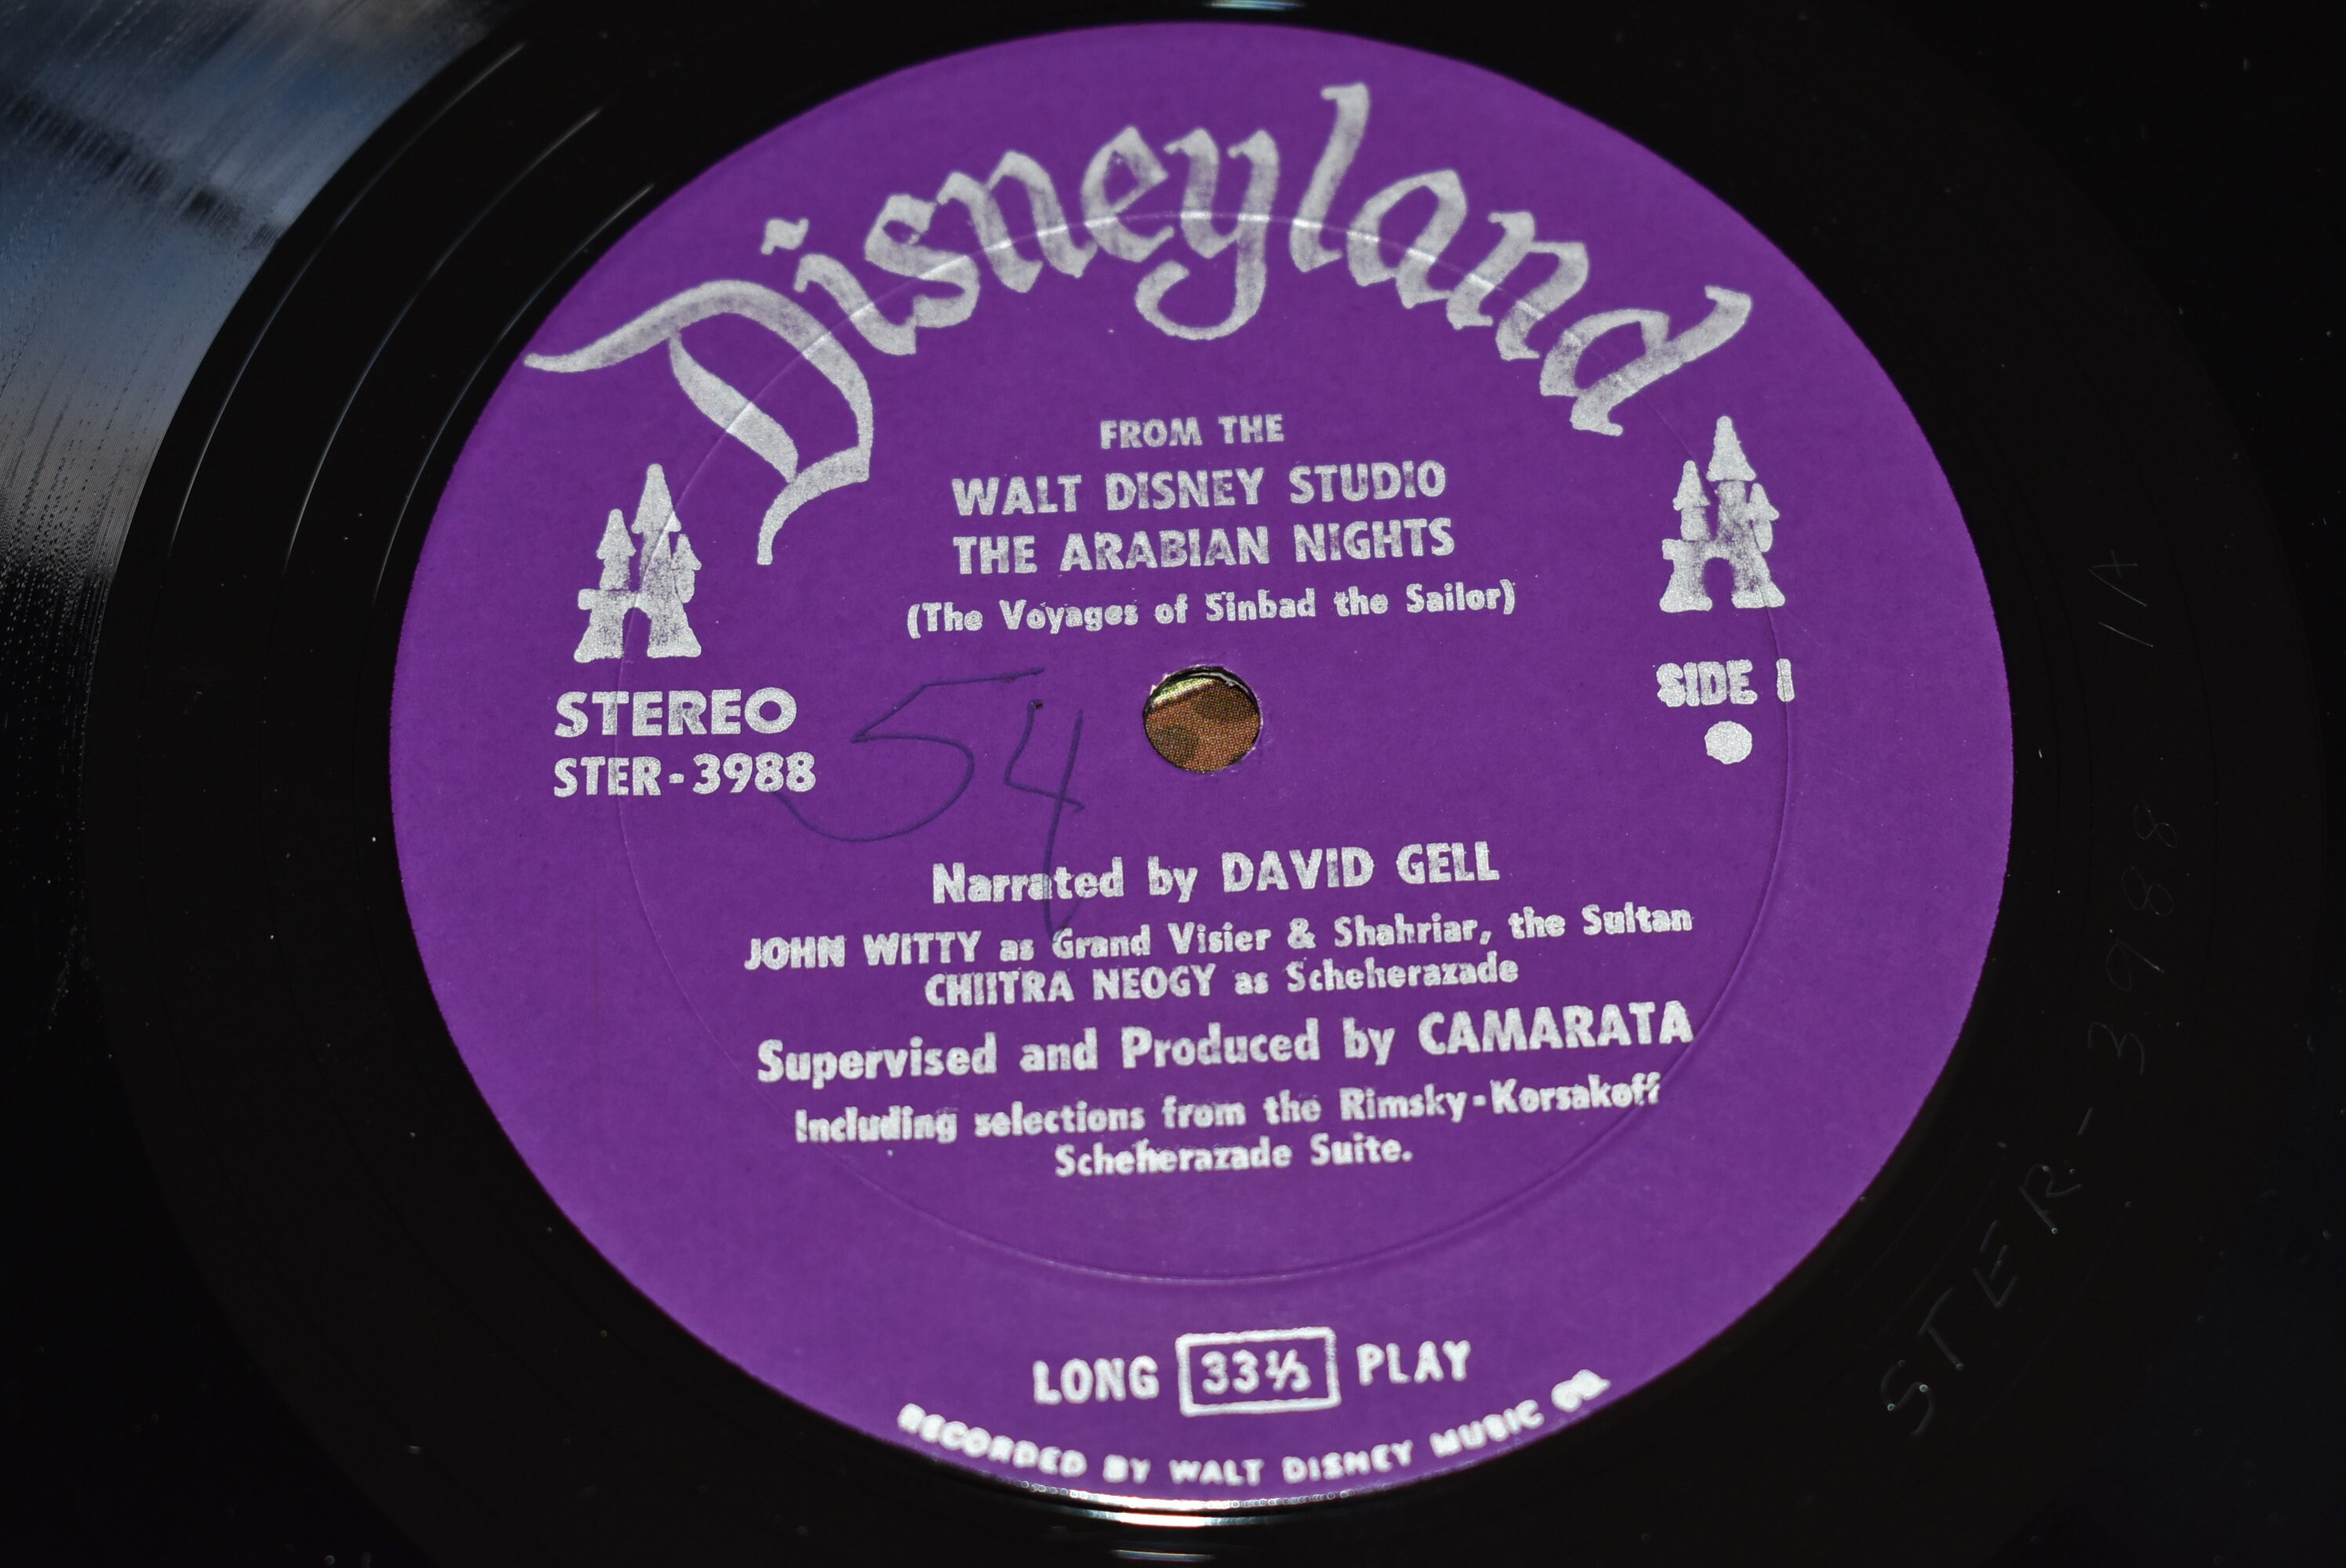 Disneyland
FROM THE
WALT DISNEY STUDIO
THE ARABIAN NIGHTS
(The Voyages of Sinbad the Sailor)
STEREO
STER-3988
SIDE 1
54
Narrated by DAVID GELL
JOHN WITTY as Grand Visier & Shahriar, the Sultan
CHIITRA NEOGY as Scheherazade
Supervised and Produced by CAMARATA
Including selections from the Rimsky-Korsakoff
Scheherazade Suite.
LONG 33⅓ PLAY
RECORDED BY WALT DISNEY MUSIC CO.
STER-3988 1A